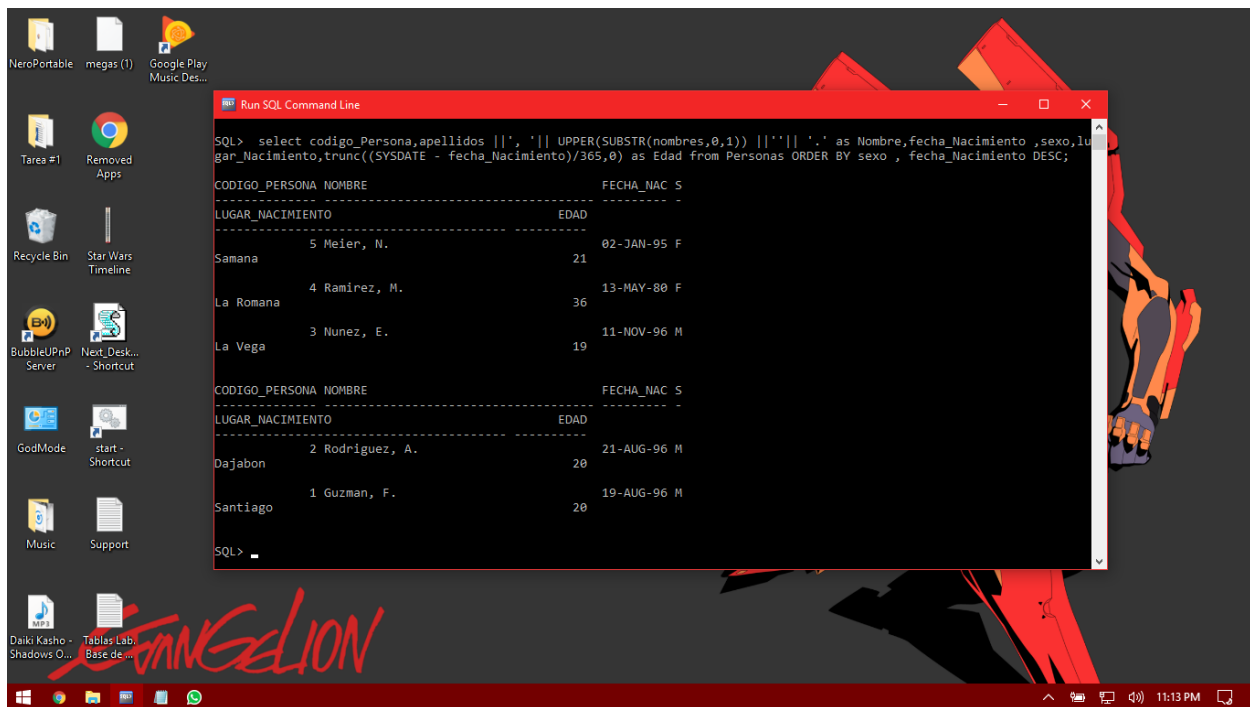 NeroPortable megas (1) Google Play
Music Des...
Run SQL Command Line
SQL>  select codigo_Persona,apellidos ||', '|| UPPER(SUBSTR(nombres,0,1)) ||''|| '.' as Nombre,fecha_Nacimiento ,sexo,lu
gar_Nacimiento,trunc((SYSDATE - fecha_Nacimiento)/365,0) as Edad from Personas ORDER BY sexo , fecha_Nacimiento DESC;
Tarea #1 Removed
Apps
CODIGO_PERSONA NOMBRE FECHA_NAC S
-------------- -------------------------------------- --------- -
LUGAR_NACIMIENTO EDAD
---------------------------------------- ----------
5 Meier, N. 02-JAN-95 F
Samana 21
Recycle Bin Star Wars
Timeline
4 Ramirez, M. 13-MAY-80 F
La Romana 36
3 Nunez, E. 11-NOV-96 M
La Vega 19
BubbleUPnP Next_Desk...
Server - Shortcut
CODIGO_PERSONA NOMBRE FECHA_NAC S
-------------- -------------------------------------- --------- -
LUGAR_NACIMIENTO EDAD
---------------------------------------- ----------
2 Rodriguez, A. 21-AUG-96 M
Dajabon 20
GodMode start -
Shortcut
1 Guzman, F. 19-AUG-96 M
Santiago 20
Music Support
SQL> _
MP3
Daiki Kasho - Tablas Lab.
Shadows O... Base de ...
EVANGELION
11:13 PM